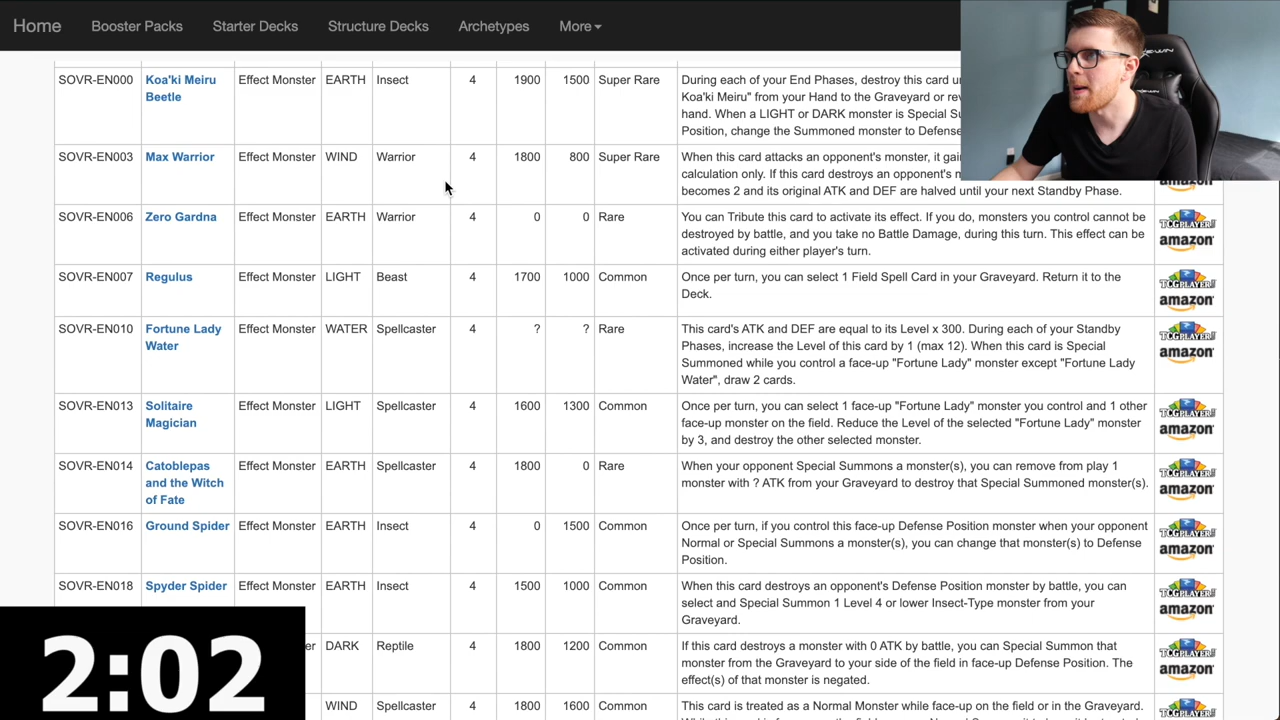 Home Booster Packs Starter Decks Structure Decks Archetypes More
SOVR-EN000 Koa'ki Meiru Effect Monster EARTH Insect 4 1900 1500 Super Rare During each of your End Phases, destroy this card
Beetle Koa'ki Meiru" from your Hand to the Graveyard or
hand. When a LIGHT or DARK monster is Special
Position, change the Summoned monster to Defense
SOVR-EN003 Max Warrior Effect Monster WIND Warrior 4 1800 800 Super Rare When this card attacks an opponent's monster, it
calculation only. If this card destroys an opponent's
becomes 2 and its original ATK and DEF are halved until your next Standby Phase.
SOVR-EN006 Zero Gardna Effect Monster EARTH Warrior 4 0 0 Rare You can Tribute this card to activate its effect. If you do, monsters you control cannot be
destroyed by battle, and you take no Battle Damage, during this turn. This effect can be
activated during either player's turn.
TCGPLAYER
amazon
SOVR-EN007 Regulus Effect Monster LIGHT Beast 4 1700 1000 Common Once per turn, you can select 1 Field Spell Card in your Graveyard. Return it to the
Deck.
TCGPLAYER
amazon
SOVR-EN010 Fortune Lady Effect Monster WATER Spellcaster 4 ? ? Rare This card's ATK and DEF are equal to its Level x 300. During each of your Standby
Water Phases, increase the Level of this card by 1 (max 12). When this card is Special
Summoned while you control a face-up "Fortune Lady" monster except "Fortune Lady
Water", draw 2 cards.
TCGPLAYER
amazon
SOVR-EN013 Solitaire Effect Monster LIGHT Spellcaster 4 1600 1300 Common Once per turn, you can select 1 face-up "Fortune Lady" monster you control and 1 other
Magician face-up monster on the field. Reduce the Level of the selected "Fortune Lady" monster
by 3, and destroy the other selected monster.
TCGPLAYER
amazon
SOVR-EN014 Catoblepas Effect Monster EARTH Spellcaster 4 1800 0 Rare When your opponent Special Summons a monster(s), you can remove from play 1
and the Witch monster with ? ATK from your Graveyard to destroy that Special Summoned monster(s).
of Fate
TCGPLAYER
amazon
SOVR-EN016 Ground Spider Effect Monster EARTH Insect 4 0 1500 Common Once per turn, if you control this face-up Defense Position monster when your opponent
Normal or Special Summons a monster(s), you can change that monster(s) to Defense
Position.
TCGPLAYER
amazon
SOVR-EN018 Spyder Spider Effect Monster EARTH Insect 4 1500 1000 Common When this card destroys an opponent's Defense Position monster by battle, you can
select and Special Summon 1 Level 4 or lower Insect-Type monster from your
Graveyard.
TCGPLAYER
amazon
DARK Reptile 4 1800 1200 Common If this card destroys a monster with 0 ATK by battle, you can Special Summon that
monster from the Graveyard to your side of the field in face-up Defense Position. The
effect(s) of that monster is negated.
TCGPLAYER
amazon
WIND Spellcaster 4 1800 1600 Common This card is treated as a Normal Monster while face-up on the field or in the Graveyard.
2:02